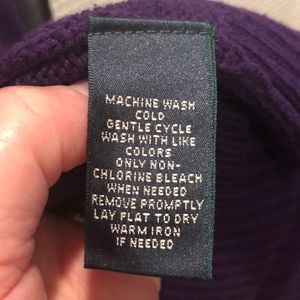 MACHINE WASH
COLD
GENTLE CYCLE
WASH WITH LIKE
COLORS
ONLY NON-
CHLORINE BLEACH
WHEN NEEDED
REMOVE PROMPTLY
LAY FLAT TO DRY
WARM IRON
IF NEEDED